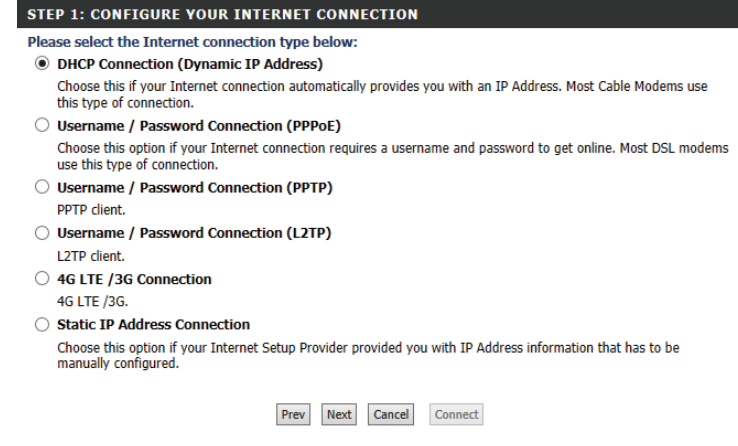 STEP 1: CONFIGURE YOUR INTERNET CONNECTION
Please select the Internet connection type below:
DHCP Connection (Dynamic IP Address)
Choose this if your Internet connection automatically provides you with an IP Address. Most Cable Modems use
this type of connection.
Username / Password Connection (PPPoE)
Choose this option if your Internet connection requires a username and password to get online. Most DSL modems
use this type of connection.
Username / Password Connection (PPTP)
PPTP client.
Username / Password Connection (L2TP)
L2TP client.
4G LTE /3G Connection
4G LTE /3G.
Static IP Address Connection
Choose this option if your Internet Setup Provider provided you with IP Address information that has to be
manually configured.
Prev Next Cancel Connect